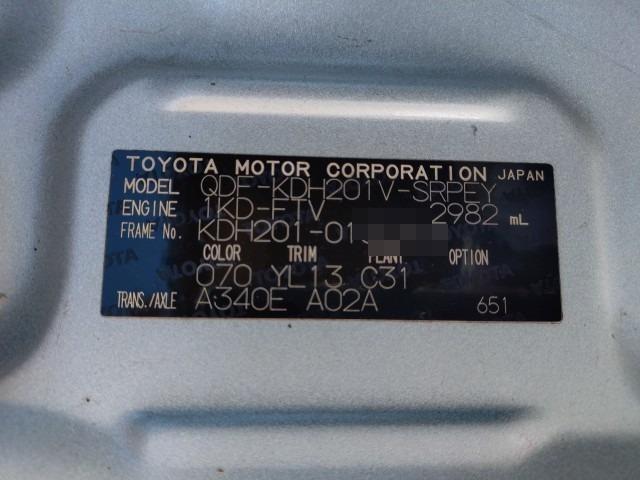 TOYOTA MOTOR CORPORATION JAPAN
MODEL QDF-KDH201V-SRPEY
ENGINE 1KD-FTV 2982 mL
FRAME No. KDH201-01
COLOR TRIM PLANT OPTION
070 YL13 C31
TRANS./AXLE A340E A02A 651